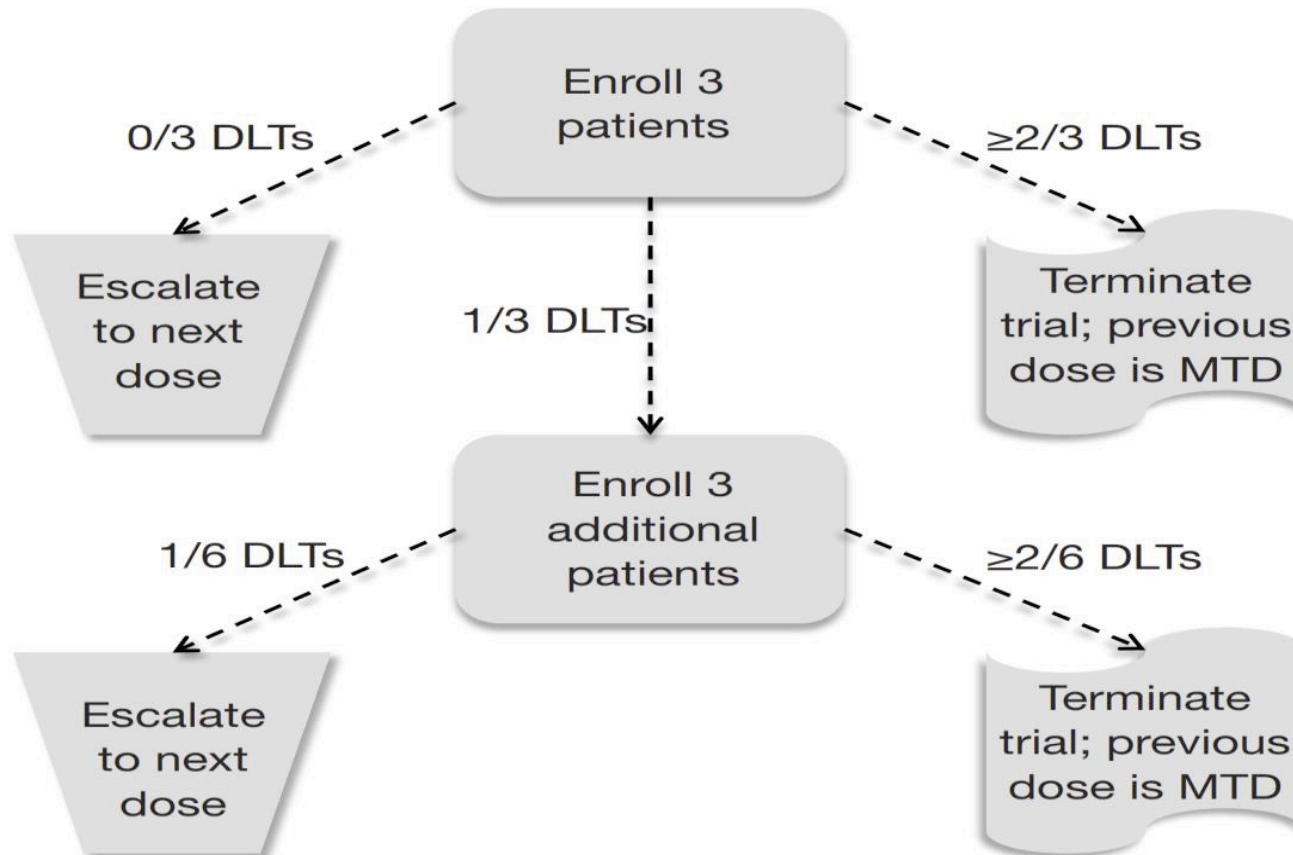 Enroll 3
patients
0/3 DLTs
≥2/3 DLTs
Escalate
to next
dose
1/3 DLTs
Terminate
trial; previous
dose is MTD
Enroll 3
additional
patients
1/6 DLTs
≥2/6 DLTs
Escalate
to next
dose
Terminate
trial; previous
dose is MTD